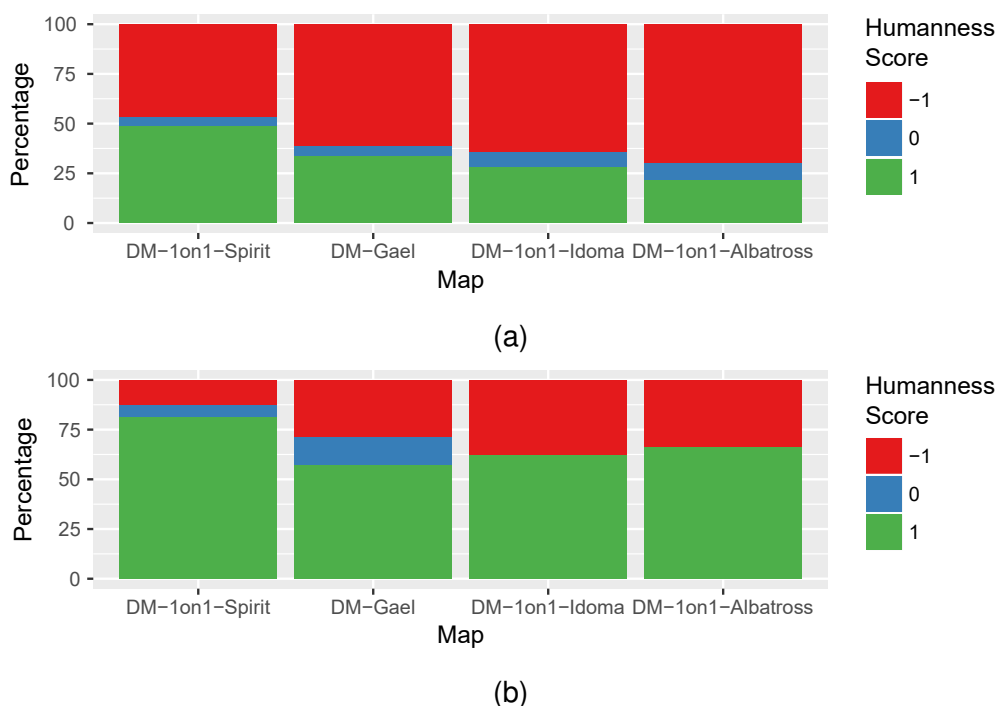 100
75
50
25
0
Percentage
DM−1on1−Spirit DM−Gael DM−1on1−Idoma DM−1on1−Albatross
Map
Humanness
Score
−1
0
1
(a)
100
75
50
25
0
Percentage
DM−1on1−Spirit DM−Gael DM−1on1−Idoma DM−1on1−Albatross
Map
Humanness
Score
−1
0
1
(b)